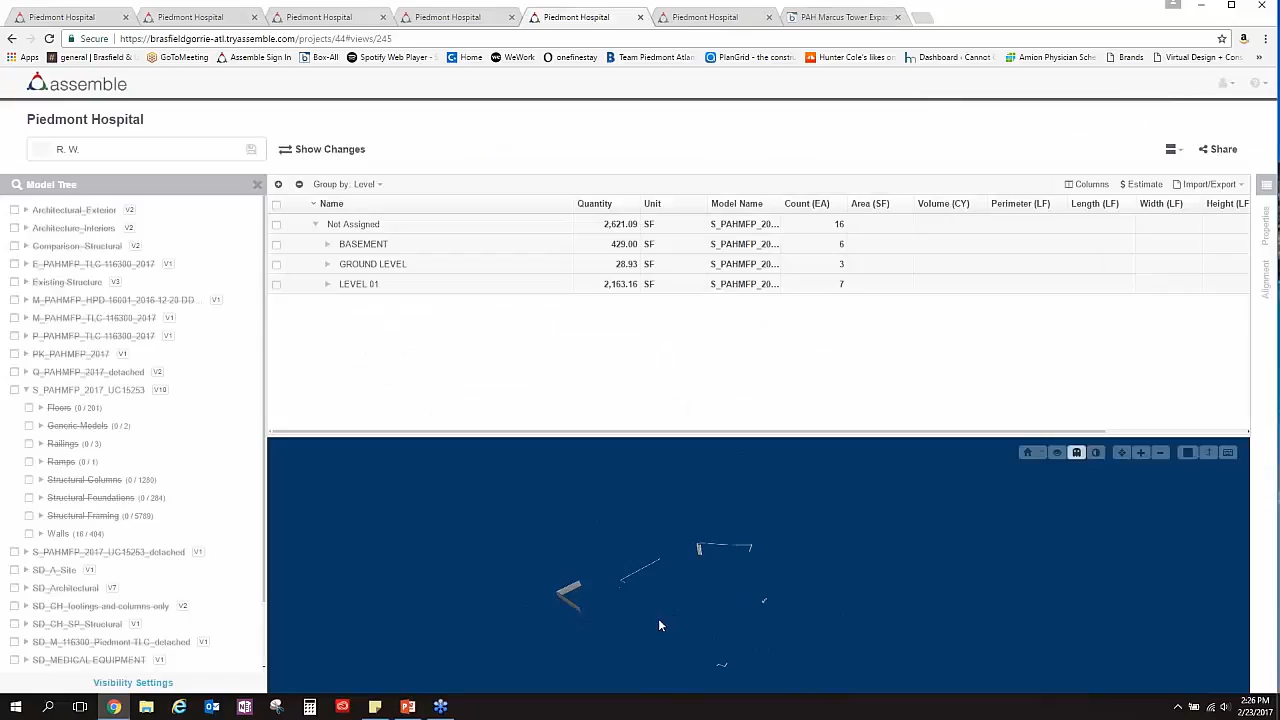 Piedmont Hospital
Piedmont Hospital
Piedmont Hospital
Piedmont Hospital
Piedmont Hospital
Piedmont Hospital
PAH Marcus Tower Expan
Secure
https://brasfieldgorrie-atl.tryassemble.com/projects/44#views/245
Apps
general | Brasfield &
GoToMeeting
Assemble Sign In
Box-All
Spotify Web Player -
Home
WeWork
onefinestay
Team Piedmont Atlan
PlanGrid - the constru
Hunter Cole's likes on
Dashboard ‹ Cannot
Amion Physician Sche
Brands
Virtual Design + Cons
assemble
Piedmont Hospital
R. W.
Show Changes
Share
Model Tree
Group by: Level
Columns
$ Estimate
Import/Export
Name Quantity Unit Model Name Count (EA) Area (SF) Volume (CY) Perimeter (LF) Length (LF) Width (LF) Height (LF
Not Assigned 2,621.09 SF S_PAHMFP_20... 16
BASEMENT 429.00 SF S_PAHMFP_20... 6
GROUND LEVEL 28.93 SF S_PAHMFP_20... 3
LEVEL 01 2,163.16 SF S_PAHMFP_20... 7
Architectural_Exterior V2
Architecture_Interiors V2
Comparison_Structural V2
E_PAHMFP_TLC 116300_2017 V1
Existing Structure V3
M_PAHMFP_HPD 16001_2016 12 20 DD... V1
M_PAHMFP_TLC 116300_2017 V1
P_PAHMFP_TLC 116300_2017 V1
PK_PAHMFP_2017 V1
Q_PAHMFP_2017_detached V2
S_PAHMFP_2017_UC15253 V10
Floors (0 / 201)
Generic Models (0 / 2)
Railings (0 / 3)
Ramps (0 / 1)
Structural Columns (0 / 1280)
Structural Foundations (0 / 284)
Structural Framing (0 / 5789)
Walls (16 / 404)
S_PAHMFP_2017_UC15253_detached V1
SD_A_Site V1
SD_Architectural V7
SD_CH_footings and columns only V2
SD_CH_SP_Structural V1
SD_M_116300_Piedmont TLC_detached V1
SD_MEDICAL EQUIPMENT V1
Visibility Settings
Properties
Alignment
2:26 PM
2/23/2017